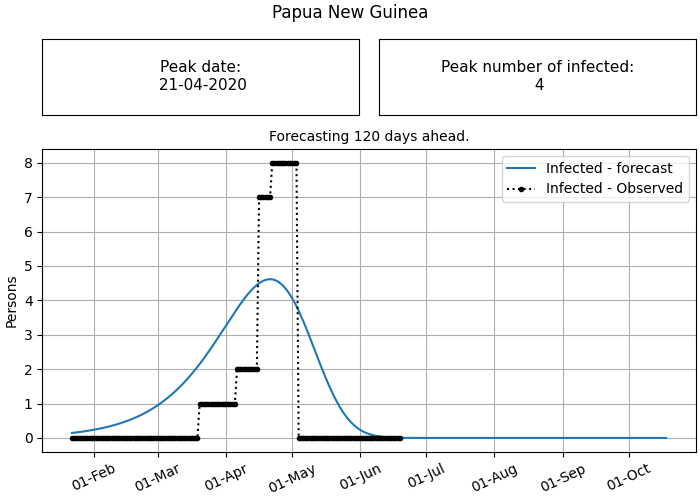 Papua New Guinea
Peak date:
21-04-2020
Peak number of infected:
4
Forecasting 120 days ahead.
Infected - forecast
Infected - Observed
Persons
8
7
6
5
4
3
2
1
0
01-Feb
01-Mar
01-Apr
01-May
01-Jun
01-Jul
01-Aug
01-Sep
01-Oct